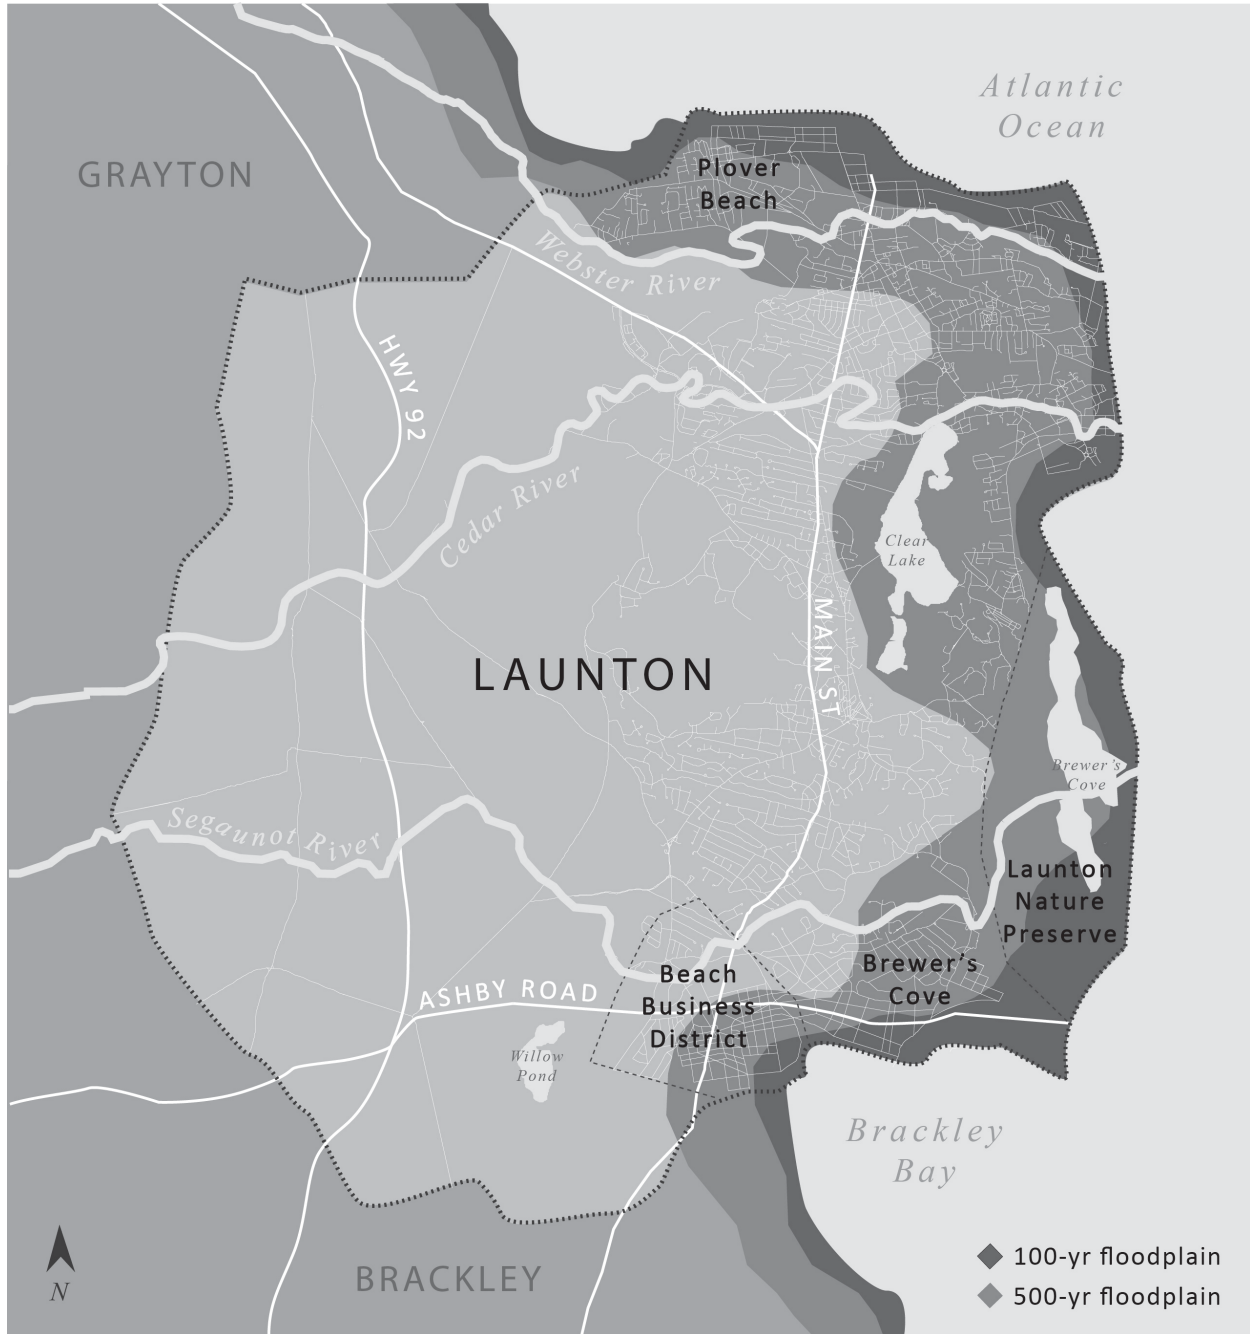 Atlantic
Ocean
GRAYTON
Plover
Beach
Webster River
HWY 92
Cedar River
Clear
Lake
MAIN ST
LAUNTON
Brewer's
Cove
Segaunot River
Launton
Nature
Preserve
Brewer's
Cove
Beach
Business
District
ASHBY ROAD
Willow
Pond
Brackley
Bay
BRACKLEY
N
100-yr floodplain
500-yr floodplain